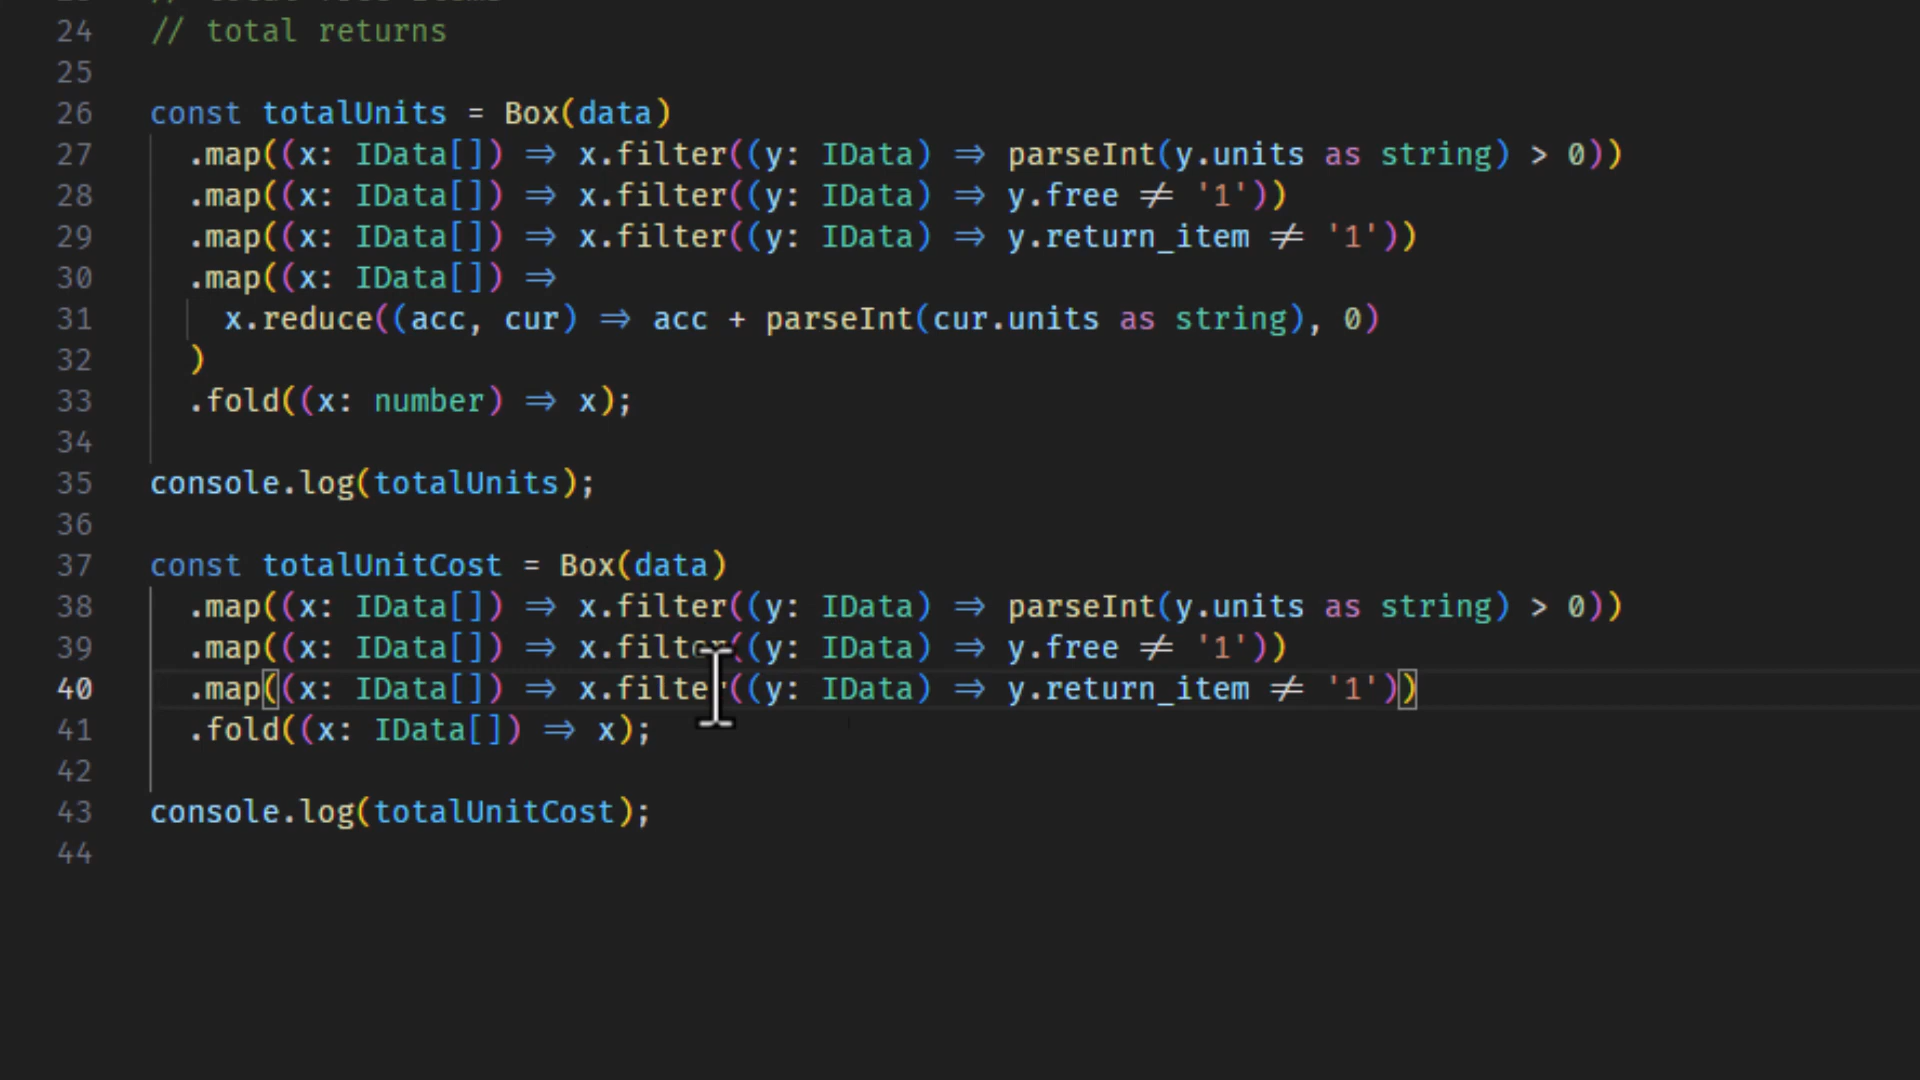 24 // total returns
25
26 const totalUnits = Box(data)
27 .map((x: IData[]) => x.filter((y: IData) => parseInt(y.units as string) > 0))
28 .map((x: IData[]) => x.filter((y: IData) => y.free != '1'))
29 .map((x: IData[]) => x.filter((y: IData) => y.return_item != '1'))
30 .map((x: IData[]) =>
31 x.reduce((acc, cur) => acc + parseInt(cur.units as string), 0)
32 )
33 .fold((x: number) => x);
34
35 console.log(totalUnits);
36
37 const totalUnitCost = Box(data)
38 .map((x: IData[]) => x.filter((y: IData) => parseInt(y.units as string) > 0))
39 .map((x: IData[]) => x.filter((y: IData) => y.free != '1'))
40 .map((x: IData[]) => x.filter((y: IData) => y.return_item != '1'))
41 .fold((x: IData[]) => x);
42
43 console.log(totalUnitCost);
44